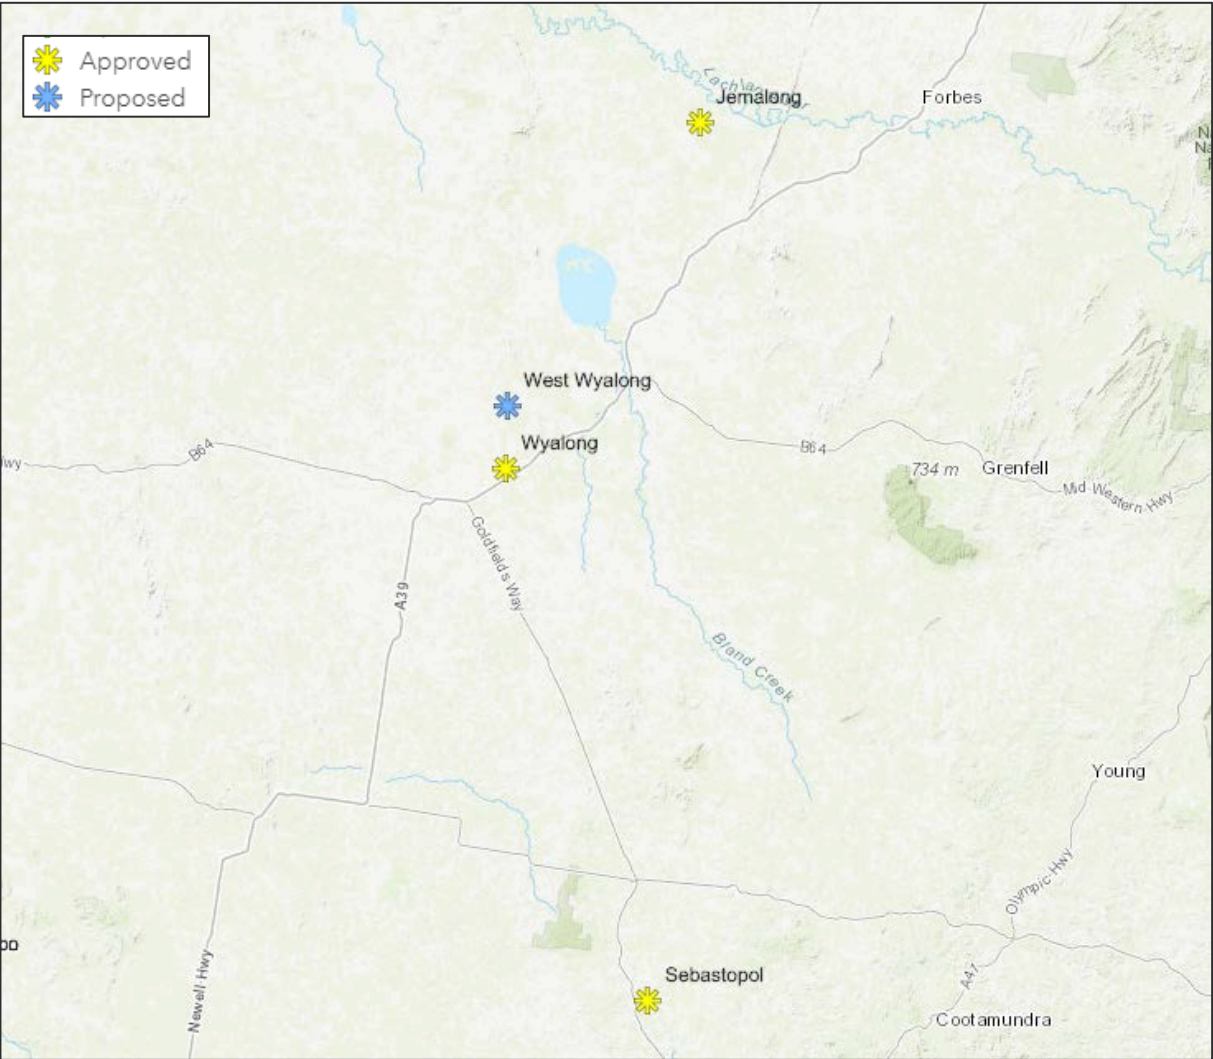 Approved
Proposed
Jemalong
Forbes
West Wyalong
Wyalong
B64
B64
734 m
Grenfell
Mid Western Hwy
Goldfields Way
A39
Bland Creek
Young
Olympic Hwy
Newell Hwy
Sebastopol
A41
Cootamundra